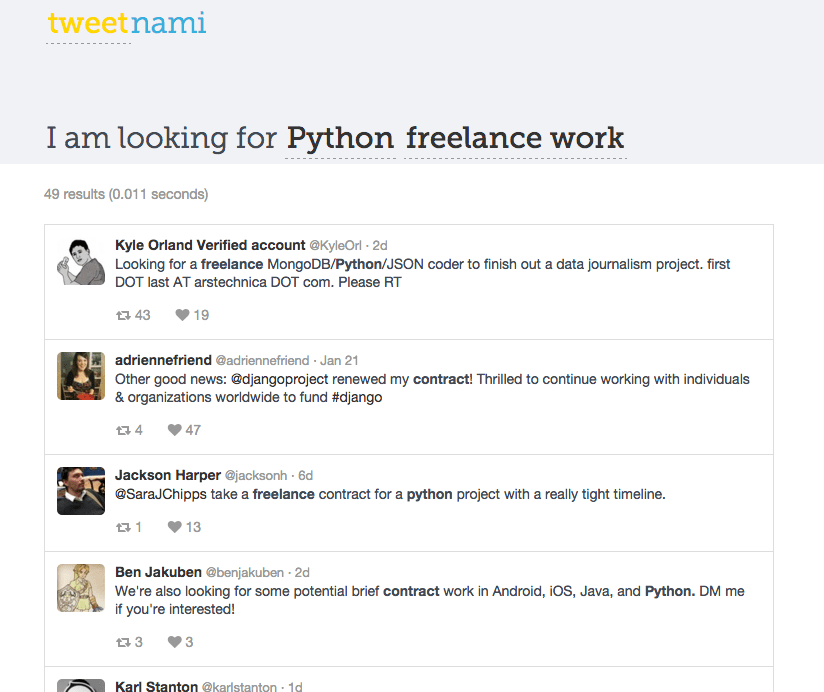 tweetnami
I am looking for Python freelance work
49 results (0.011 seconds)
Kyle Orland Verified account @KyleOrl · 2d
Looking for a freelance MongoDB/Python/JSON coder to finish out a data journalism project. first
DOT last AT arstechnica DOT com. Please RT
43 19
adriennefriend @adriennefriend · Jan 21
Other good news: @djangoproject renewed my contract! Thrilled to continue working with individuals
& organizations worldwide to fund #django
4 47
Jackson Harper @jacksonh · 6d
@SaraJChipps take a freelance contract for a python project with a really tight timeline.
1 13
Ben Jakuben @benjakuben · 2d
We're also looking for some potential brief contract work in Android, iOS, Java, and Python. DM me
if you're interested!
3 3
Karl Stanton @karlstanton · 1d